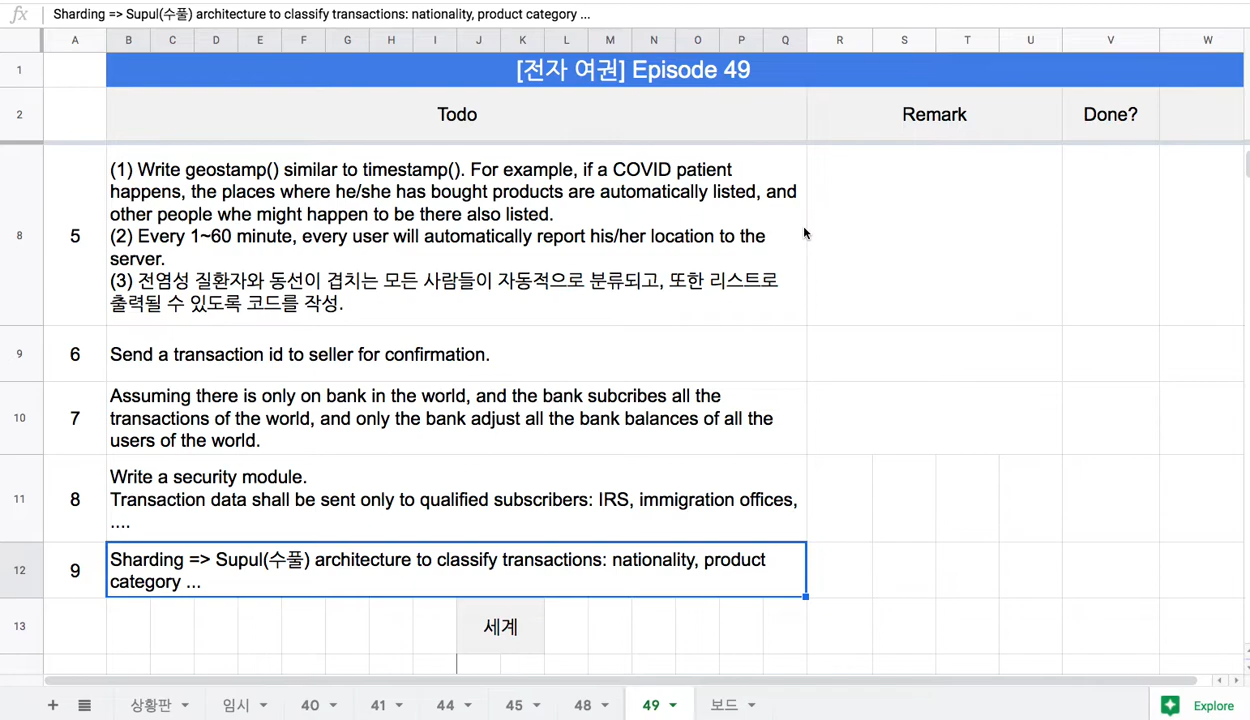 fx Sharding => Supul(수풀) architecture to classify transactions: nationality, product category ...
A B C D E F G H I J K L M N O P Q R S T U V W
1 [전자 여권] Episode 49
2 Todo Remark Done?
(1) Write geostamp() similar to timestamp(). For example, if a COVID patient
happens, the places where he/she has bought products are automatically listed, and
other people whe might happen to be there also listed.
8 5 (2) Every 1~60 minute, every user will automatically report his/her location to the
server.
(3) 전염성 질환자와 동선이 겹치는 모든 사람들이 자동적으로 분류되고, 또한 리스트로
출력될 수 있도록 코드를 작성.
9 6 Send a transaction id to seller for confirmation.
Assuming there is only on bank in the world, and the bank subcribes all the
10 7 transactions of the world, and only the bank adjust all the bank balances of all the
users of the world.
Write a security module.
11 8 Transaction data shall be sent only to qualified subscribers: IRS, immigration offices,
....
12 9 Sharding => Supul(수풀) architecture to classify transactions: nationality, product
category ...
13 세계
+ 상황판 임시 40 41 44 45 48 49 보드 Explore